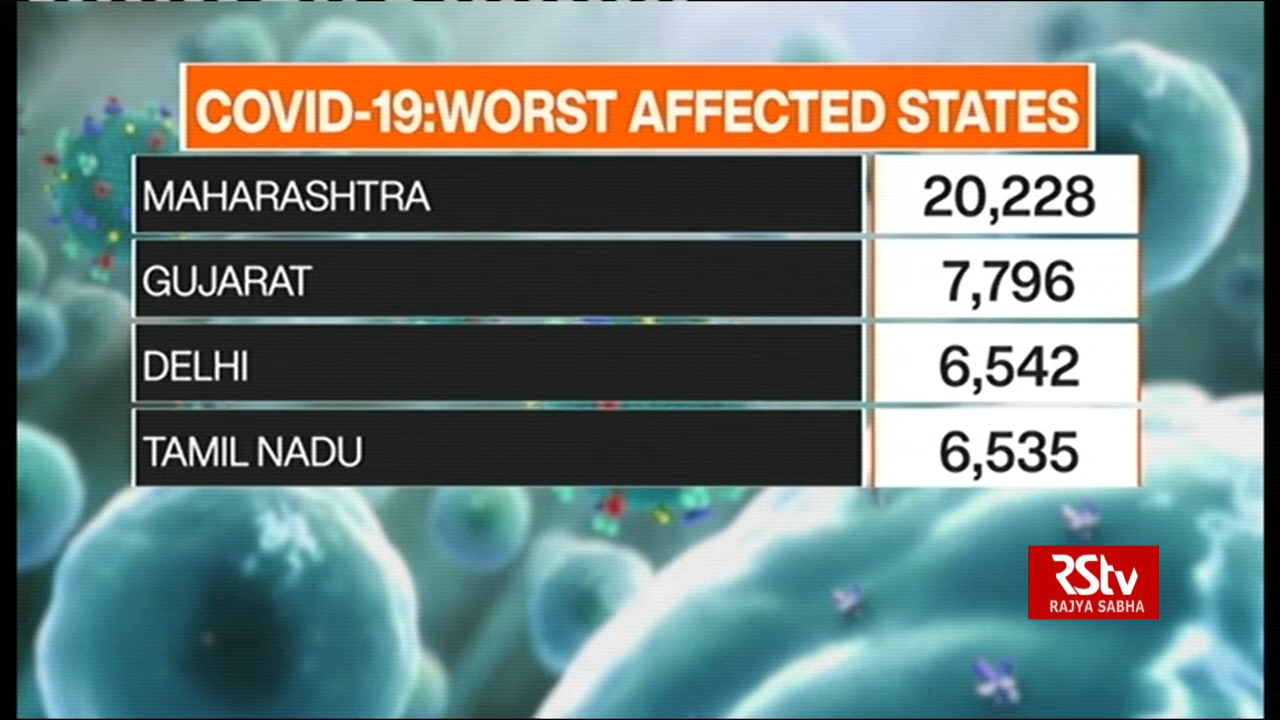 COVID-19:WORST AFFECTED STATES
MAHARASHTRA 20,228
GUJARAT 7,796
DELHI 6,542
TAMIL NADU 6,535
RStv
RAJYA SABHA